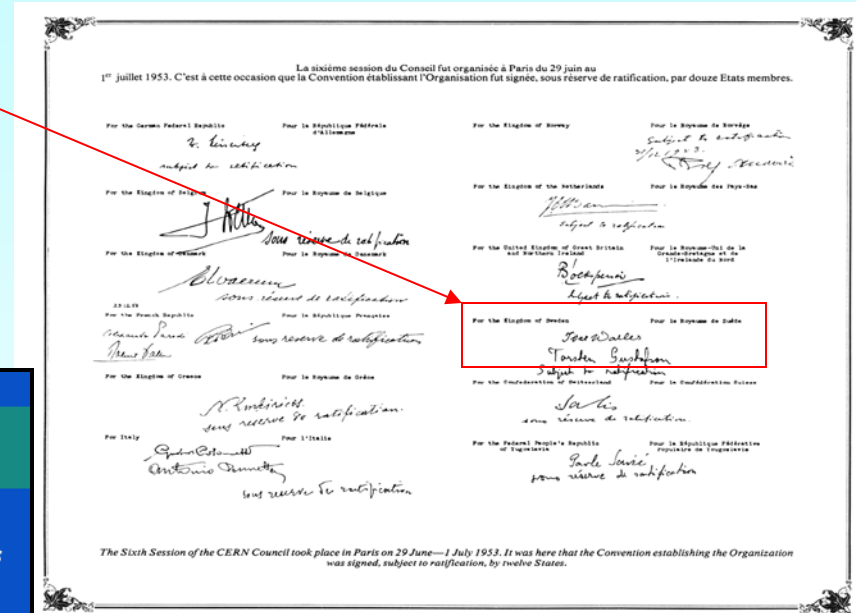 La sixième session du Conseil fut organisée à Paris du 29 juin au
1er juillet 1953. C'est à cette occasion que la Convention établissant l'Organisation fut signée, sous réserve de ratification, par douze Etats membres.
For the German Federal Republic Pour la République Fédérale
d'Allemagne
subject to ratification
For the Kingdom of Belgium Pour le Royaume de Belgique
sous réserve de ratification
For the Kingdom of Denmark Pour le Royaume de Danemark
sous réserve de ratification
23.12.53
For the French Republic Pour la République Française
sous reserve de ratification
For the Kingdom of Greece Pour le Royaume de Grèce
sous reserve de ratification.
For Italy Pour l'Italie
Antonio Pennetta
sous reserve de ratification
For the Kingdom of Norway Pour le Royaume de Norvège
Subject to ratification
31/12 1953.
For the Kingdom of the Netherlands Pour le Royaume des Pays-Bas
subject to ratification
For the United Kingdom of Great Britain Pour le Royaume-Uni de la
and Northern Ireland Grande-Bretagne et de
l'Irelande du Nord
subject to ratification.
For the Kingdom of Sweden Pour le Royaume de Suède
Torsten Gustafson
Subject to ratification
For the Confederation of Switzerland Pour la Confédération Suisse
sous réserve de ratification.
For the Federal People's Republic Pour la République Fédérative
of Yugoslavia Populaire de Yougoslavie
Pavle Savić
sous réserve de ratification
The Sixth Session of the CERN Council took place in Paris on 29 June—1 July 1953. It was here that the Convention establishing the Organization
was signed, subject to ratification, by twelve States.